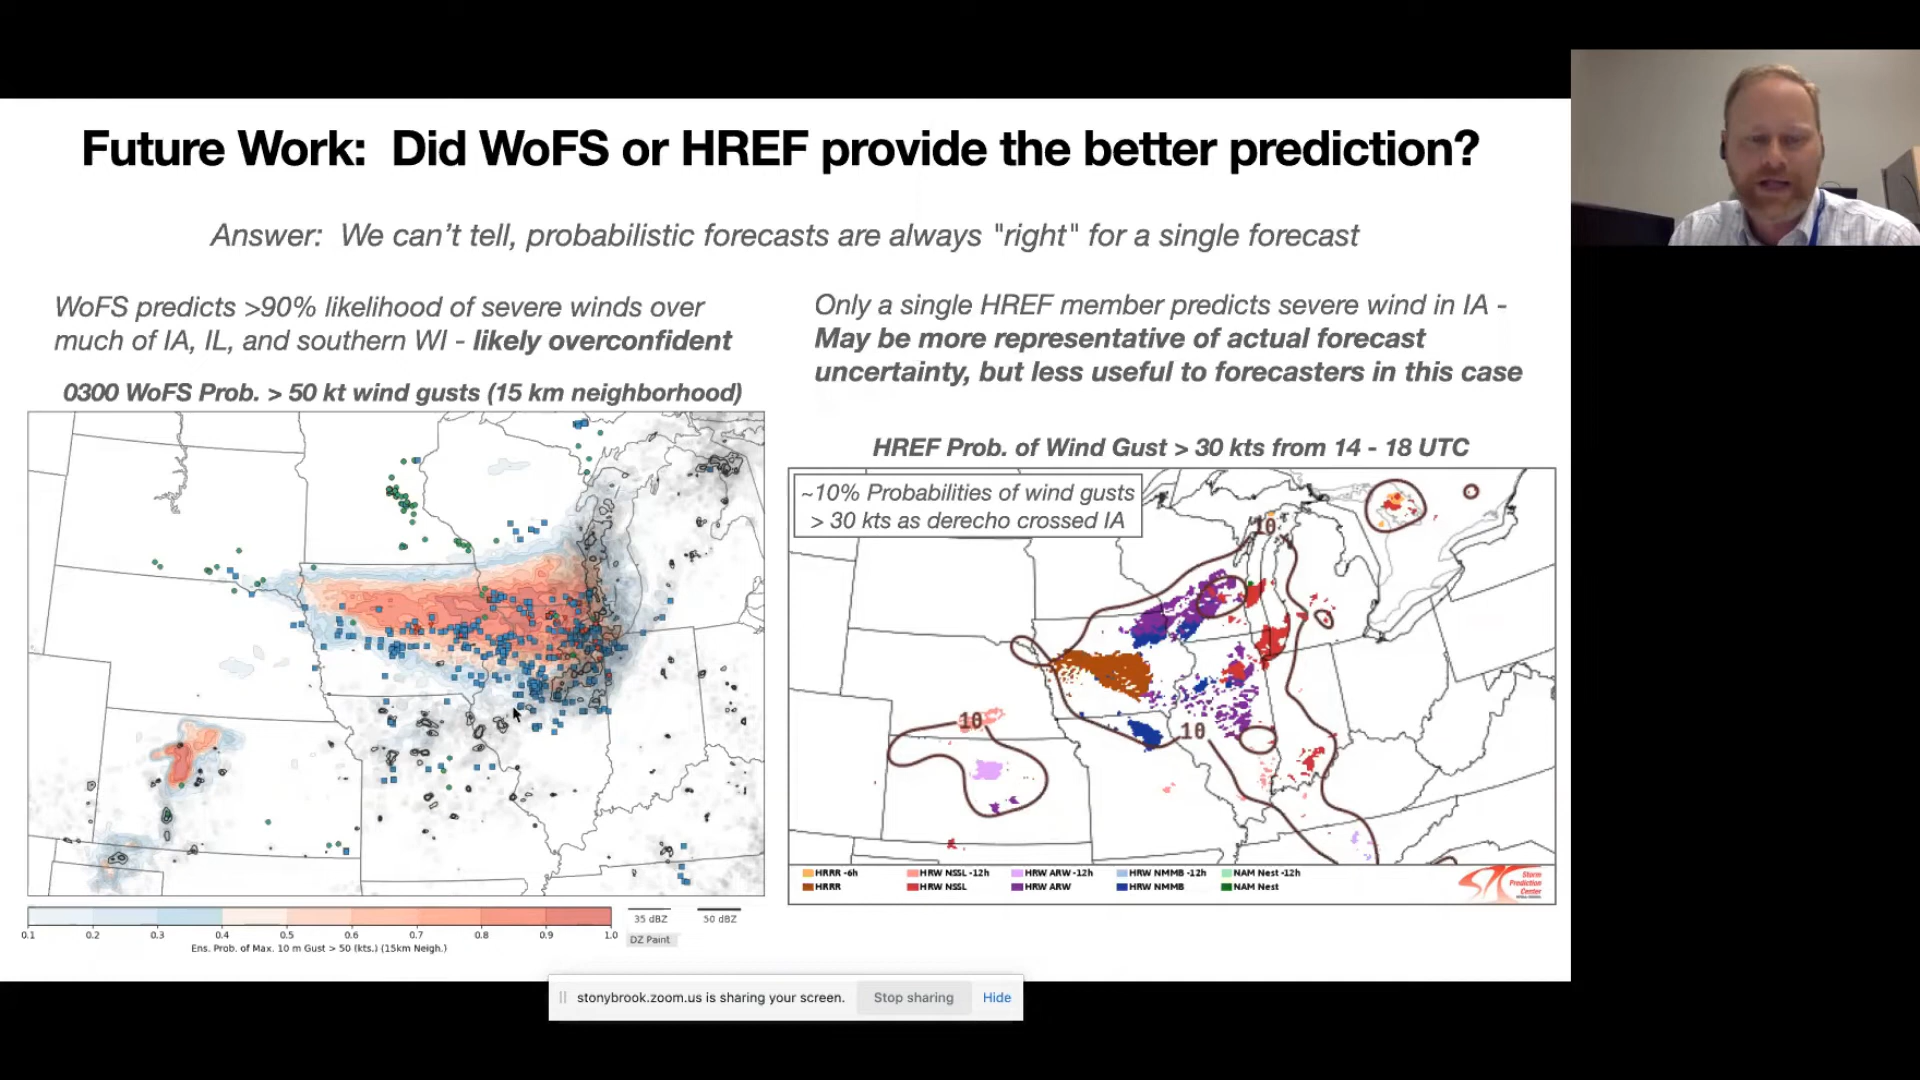 Future Work: Did WoFS or HREF provide the better prediction?
Answer: We can't tell, probabilistic forecasts are always "right" for a single forecast
WoFS predicts >90% likelihood of severe winds over
much of IA, IL, and southern WI - likely overconfident
0300 WoFS Prob. > 50 kt wind gusts (15 km neighborhood)
0.1 0.2 0.3 0.4 0.5 0.6 0.7 0.8 0.9 1.0
Ens. Prob. of Max. 10 m Gust > 50 (kts.) (15km Neigh.)
35 dBZ 50 dBZ
DZ Paint
Only a single HREF member predicts severe wind in IA -
May be more representative of actual forecast
uncertainty, but less useful to forecasters in this case
HREF Prob. of Wind Gust > 30 kts from 14 - 18 UTC
~10% Probabilities of wind gusts
> 30 kts as derecho crossed IA
10
10
10
HRRR -6h HRW NSSL -12h HRW ARW -12h HRW NMMB -12h NAM Nest -12h
HRRR HRW NSSL HRW ARW HRW NMMB NAM Nest
Storm
Prediction
Center
stonybrook.zoom.us is sharing your screen. Stop sharing Hide